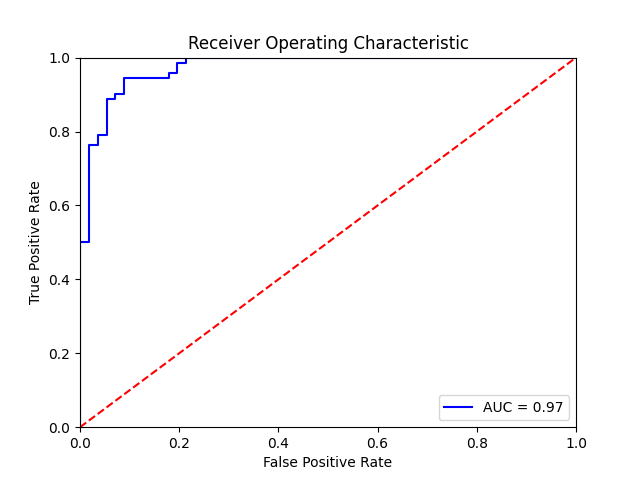 Receiver Operating Characteristic
True Positive Rate
1.0
0.8
0.6
0.4
0.2
0.0
AUC = 0.97
0.0 0.2 0.4 0.6 0.8 1.0
False Positive Rate